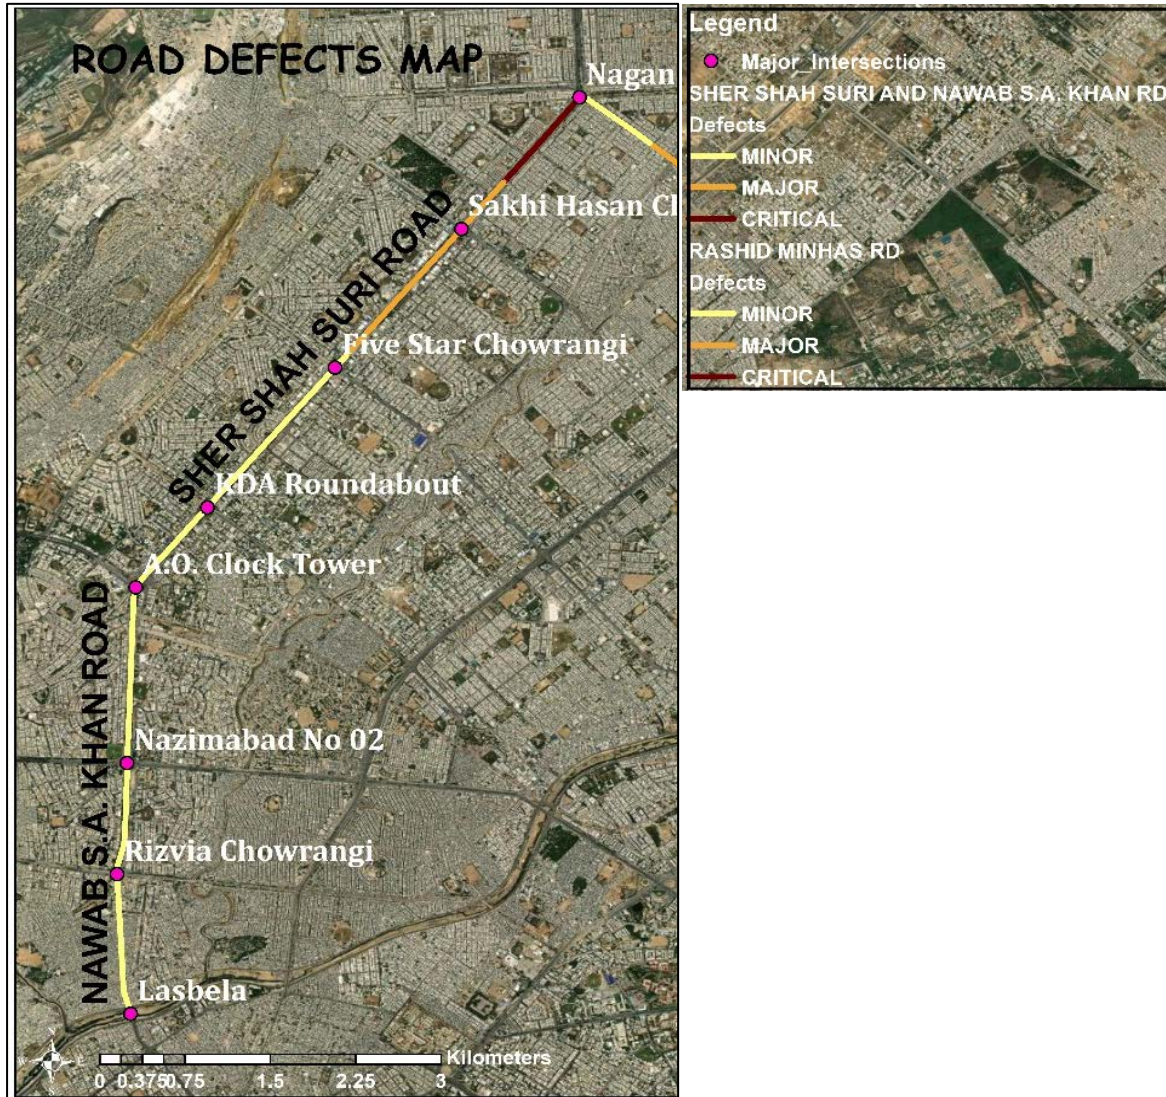 ROAD DEFECTS MAP
Nagan
Sakhi Hasan Ch
SHER SHAH SURI ROAD
Five Star Chowrangi
KDA Roundabout
A.O. Clock Tower
NAWAB S.A. KHAN ROAD
Nazimabad No 02
Rizvia Chowrangi
Lasbela
N
E
Kilometers
0 0.375 0.75 1.5 2.25 3
Legend
Major_Intersections
SHER SHAH SURI AND NAWAB S.A. KHAN RD
Defects
MINOR
MAJOR
CRITICAL
RASHID MINHAS RD
Defects
MINOR
MAJOR
CRITICAL